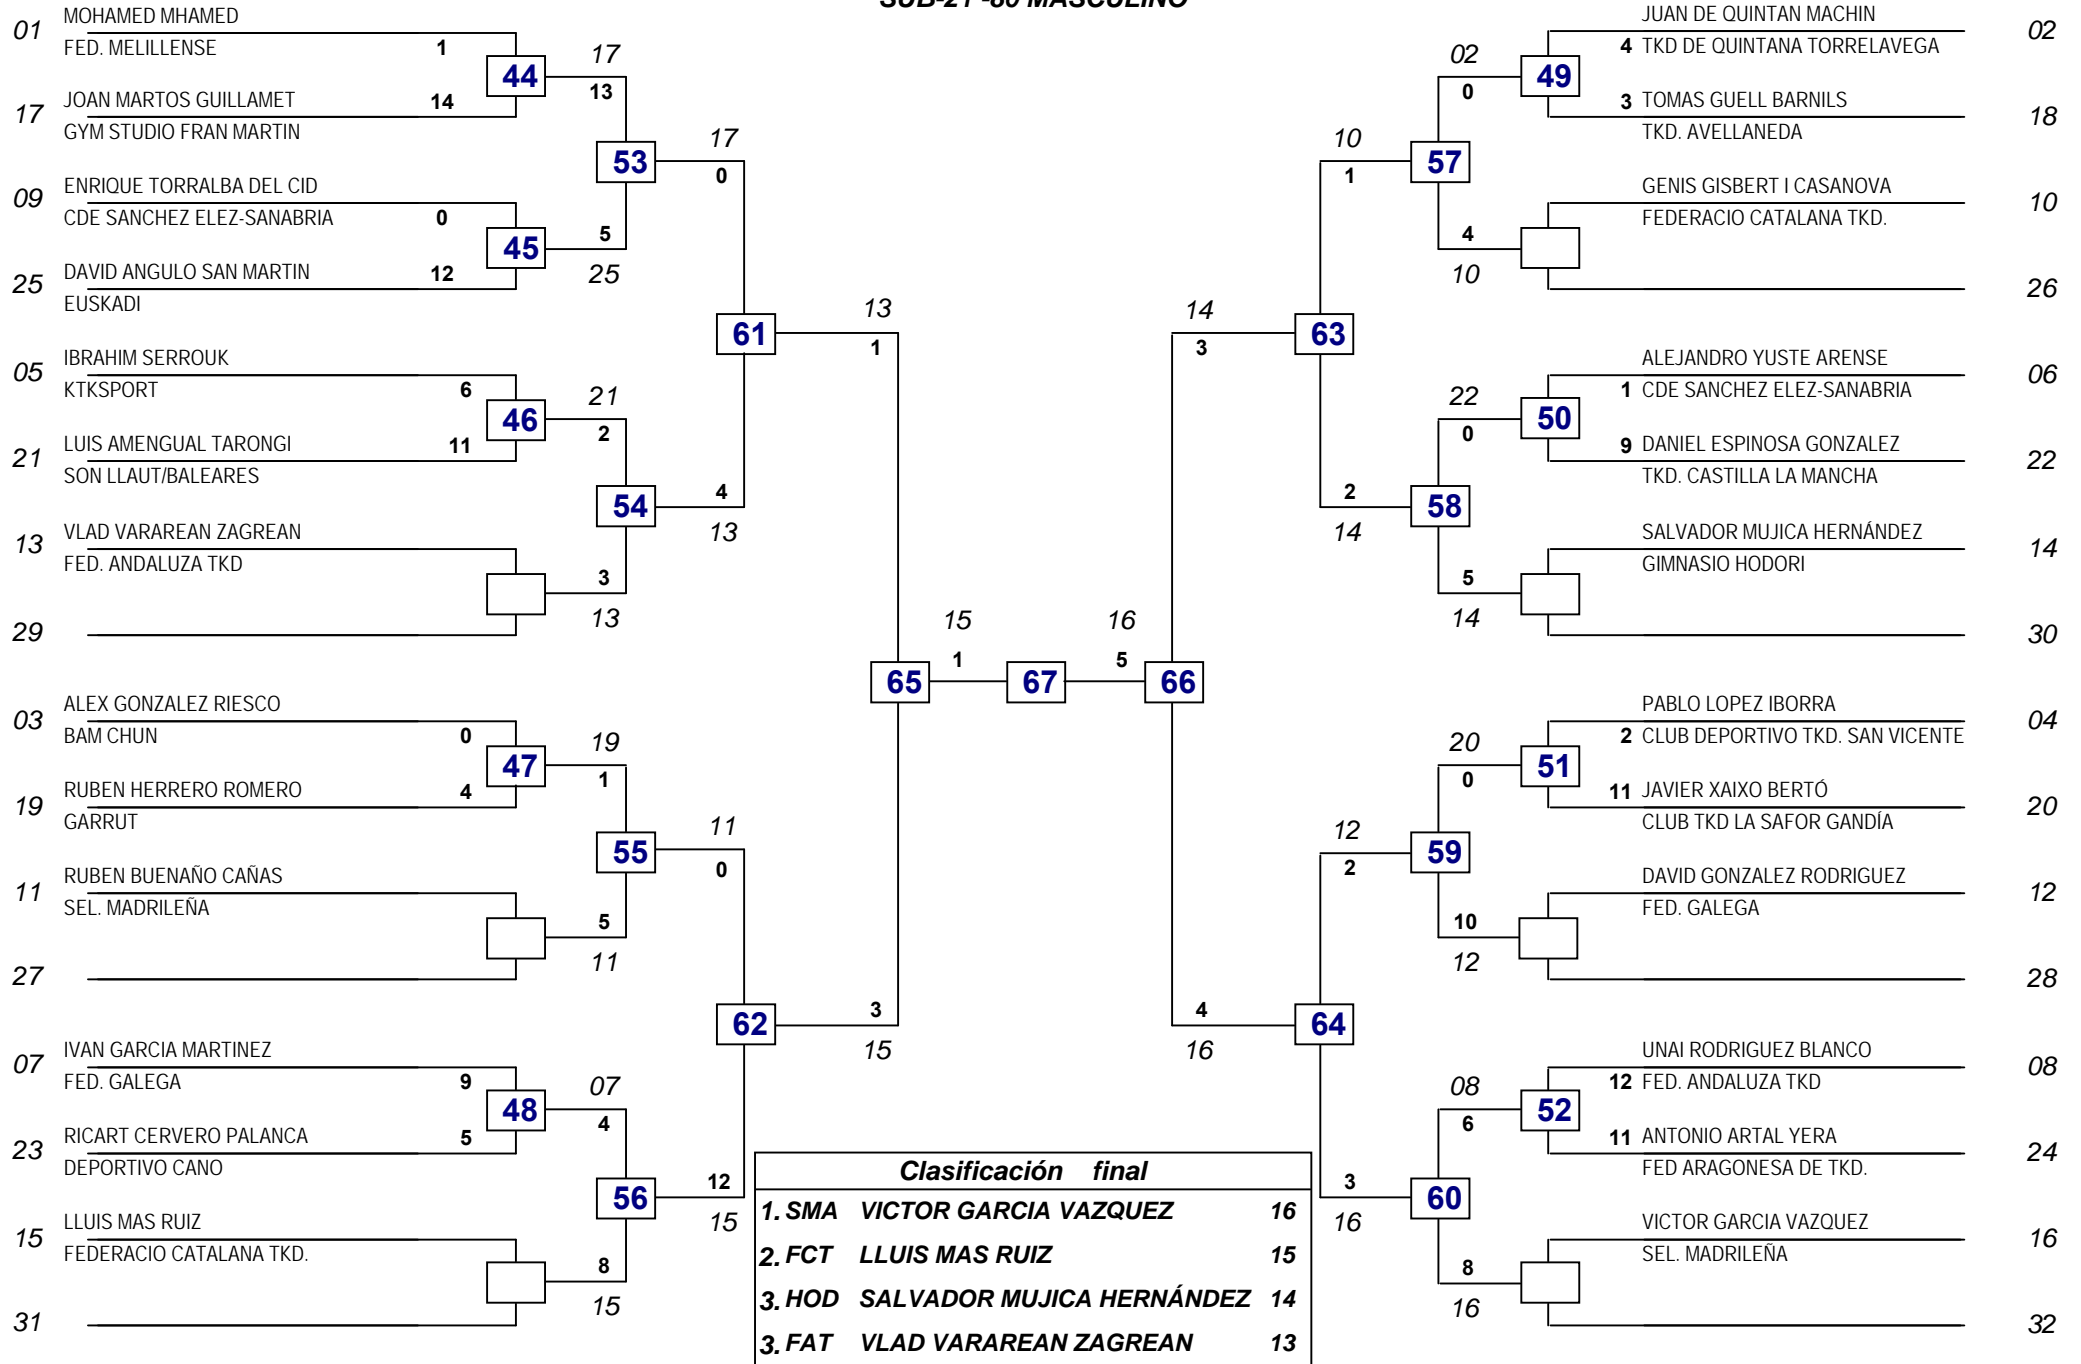 SUB-21 -80 MASCULINO
01
MOHAMED MHAMED
FED. MELILLENSE
1
44
17
JOAN MARTOS GUILLAMET
GYM STUDIO FRAN MARTIN
14
17
13
09
ENRIQUE TORRALBA DEL CID
CDE SANCHEZ ELEZ-SANABRIA
0
45
25
DAVID ANGULO SAN MARTIN
EUSKADI
12
5
25
53
17
0
05
IBRAHIM SERROUK
KTKSPORT
6
46
21
LUIS AMENGUAL TARONGI
SON LLAUT/BALEARES
11
21
2
13
VLAD VARAREAN ZAGREAN
FED. ANDALUZA TKD
29
3
13
54
4
13
61
13
1
03
ALEX GONZALEZ RIESCO
BAM CHUN
0
47
19
RUBEN HERRERO ROMERO
GARRUT
4
19
1
11
RUBEN BUENAÑO CAÑAS
SEL. MADRILEÑA
27
5
11
55
11
0
07
IVAN GARCIA MARTINEZ
FED. GALEGA
9
48
23
RICART CERVERO PALANCA
DEPORTIVO CANO
5
07
4
15
LLUIS MAS RUIZ
FEDERACIO CATALANA TKD.
31
8
15
56
12
15
62
3
15
65
15
1
67
16
5
66
14
3
63
4
16
64
10
1
57
02
0
49
JUAN DE QUINTAN MACHIN
02
4 TKD DE QUINTANA TORRELAVEGA
3 TOMAS GUELL BARNILS
18
TKD. AVELLANEDA
4
10
GENIS GISBERT I CASANOVA
10
FEDERACIO CATALANA TKD.
26
2
14
58
22
0
50
ALEJANDRO YUSTE ARENSE
06
1 CDE SANCHEZ ELEZ-SANABRIA
9 DANIEL ESPINOSA GONZALEZ
22
TKD. CASTILLA LA MANCHA
5
14
SALVADOR MUJICA HERNÁNDEZ
14
GIMNASIO HODORI
30
12
2
59
20
0
51
PABLO LOPEZ IBORRA
04
2 CLUB DEPORTIVO TKD. SAN VICENTE
11 JAVIER XAIXO BERTÓ
20
CLUB TKD LA SAFOR GANDÍA
10
12
DAVID GONZALEZ RODRIGUEZ
12
FED. GALEGA
28
3
16
60
08
6
52
UNAI RODRIGUEZ BLANCO
08
12 FED. ANDALUZA TKD
11 ANTONIO ARTAL YERA
24
FED ARAGONESA DE TKD.
8
16
VICTOR GARCIA VAZQUEZ
16
SEL. MADRILEÑA
32
Clasificación final
1. SMA VICTOR GARCIA VAZQUEZ 16
2. FCT LLUIS MAS RUIZ 15
3. HOD SALVADOR MUJICA HERNÁNDEZ 14
3. FAT VLAD VARAREAN ZAGREAN 13